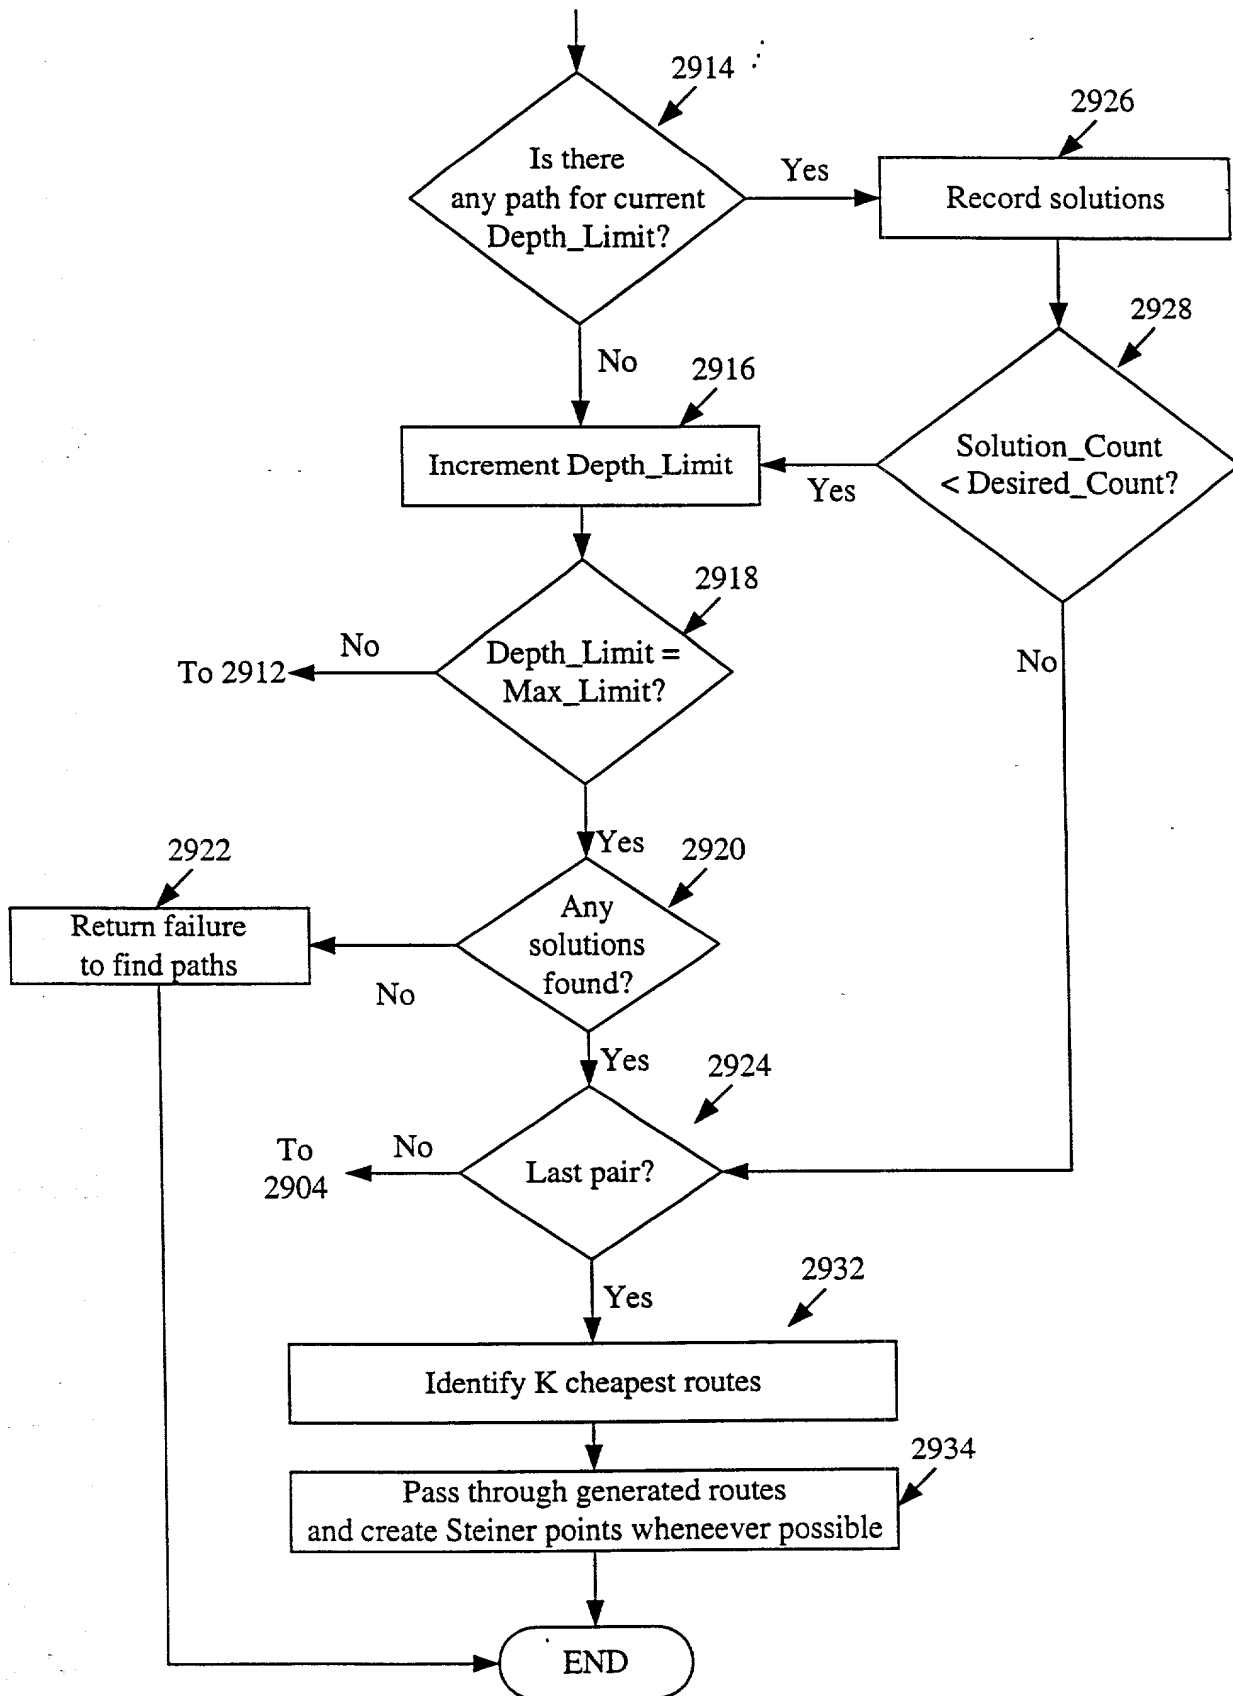 2914
2926
Is there
any path for current
Depth_Limit?
Yes
Record solutions
2928
No
2916
Increment Depth_Limit
Solution_Count
< Desired_Count?
Yes
2918
No
To 2912
Depth_Limit =
Max_Limit?
No
Yes
2922
2920
Return failure
to find paths
Any
solutions
found?
No
Yes
2924
To
2904
No
Last pair?
2932
Yes
Identify K cheapest routes
2934
Pass through generated routes
and create Steiner points wheneever possible
END